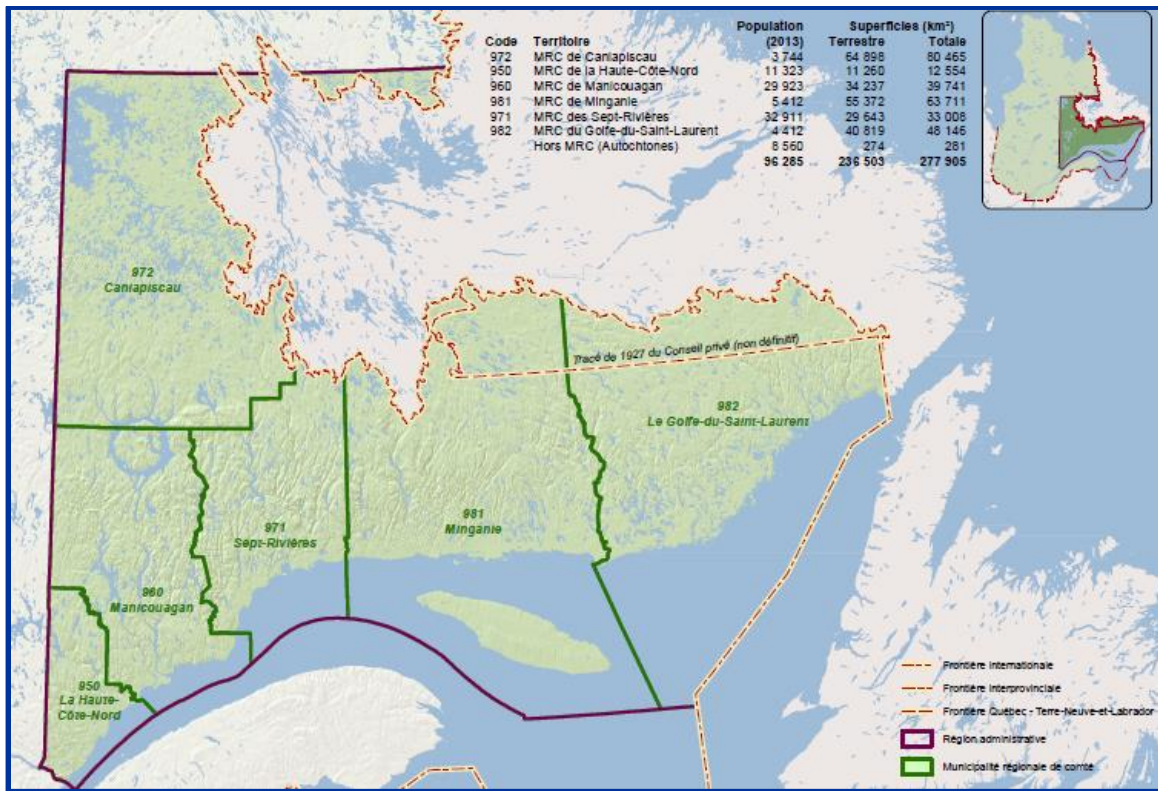 Population Superficies (km²)
Code Territoire (2013) Terrestre Totale
972 MRC de Caniapiscau 3 744 64 898 80 465
950 MRC de la Haute-Côte-Nord 11 323 11 260 12 554
960 MRC de Manicouagan 29 923 34 237 39 741
981 MRC de Minganie 5 412 55 372 63 711
971 MRC des Sept-Rivières 32 911 29 643 33 008
982 MRC du Golfe-du-Saint-Laurent 4 412 40 819 48 146
Hors MRC (Autochtones) 8 560 274 281
96 285 236 503 277 905
972
Caniapiscau
Tracé de 1927 du Conseil privé (non définitif)
982
Le Golfe-du-Saint-Laurent
981
Minganie
971
Sept-Rivières
960
Manicouagan
950
La Haute-
Côte-Nord
Frontière internationale
Frontière interprovinciale
Frontière Québec - Terre-Neuve-et-Labrador
Région administrative
Municipalité régionale de comté